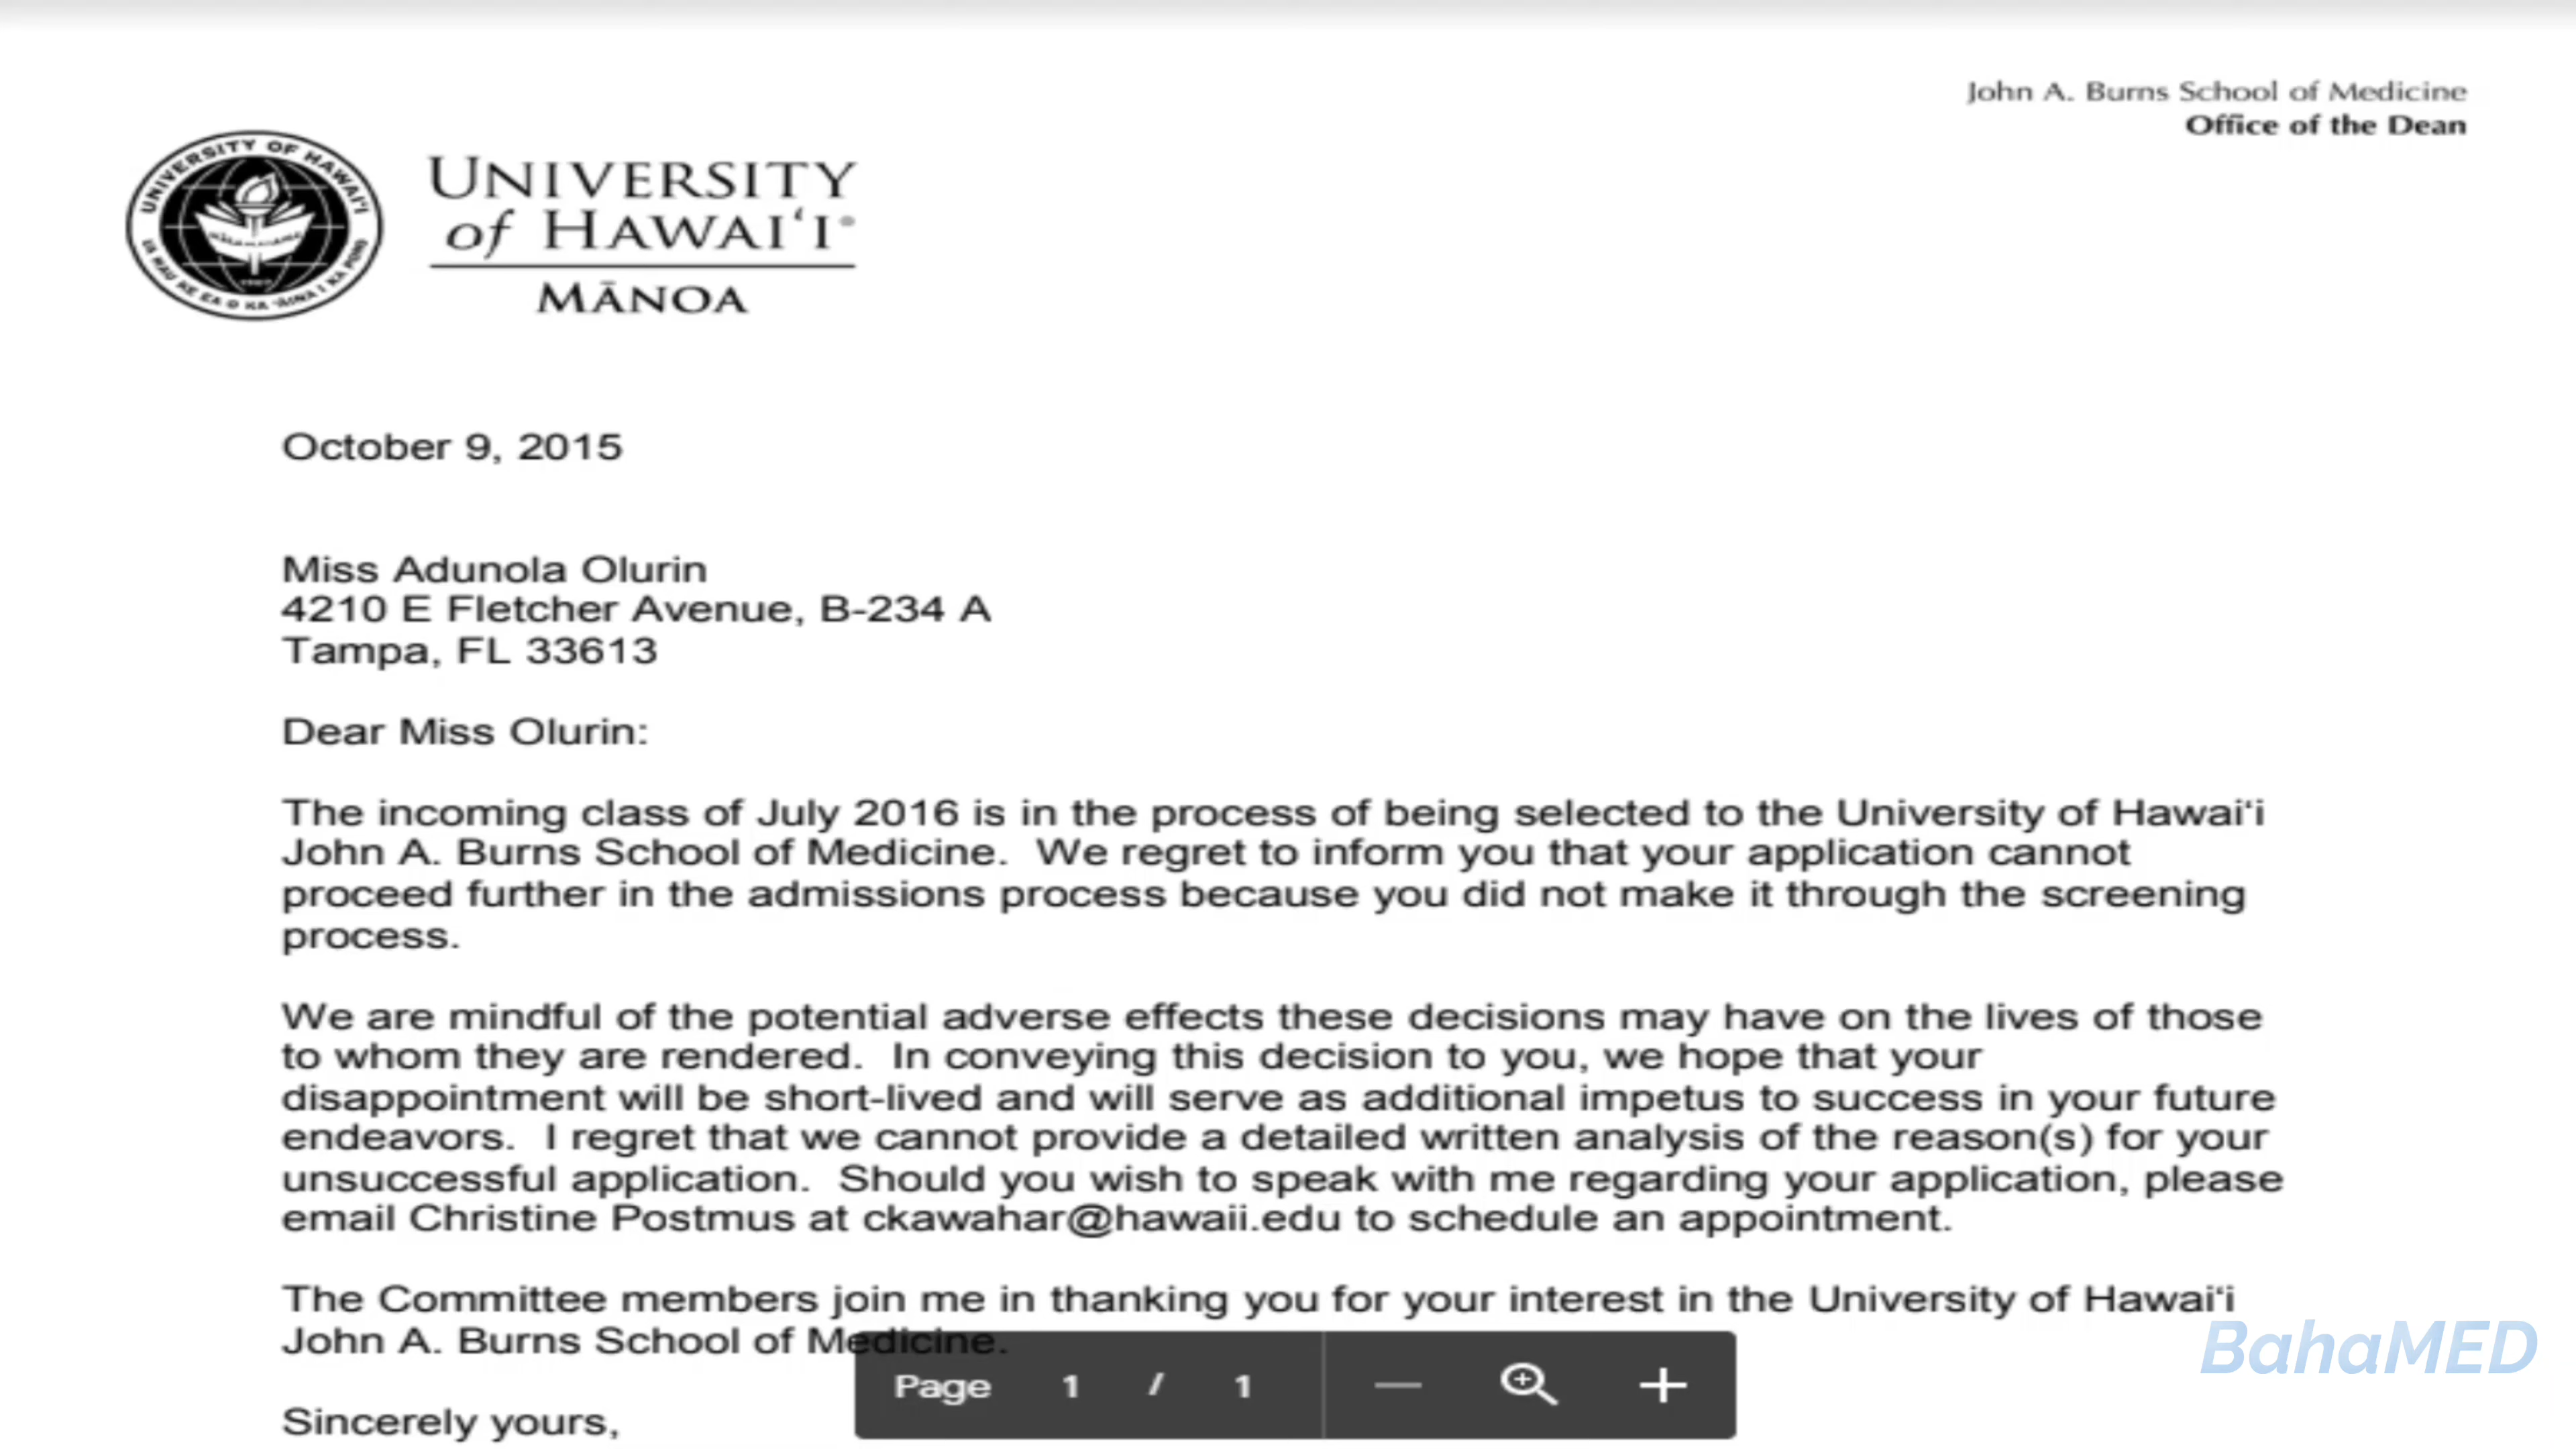 John A. Burns School of Medicine
Office of the Dean
UNIVERSITY OF HAWAI‘I
UNIVERSITY
of HAWAI‘I®
MĀNOA
October 9, 2015
Miss Adunola Olurin
4210 E Fletcher Avenue, B-234 A
Tampa, FL 33613
Dear Miss Olurin:
The incoming class of July 2016 is in the process of being selected to the University of Hawai‘i
John A. Burns School of Medicine.  We regret to inform you that your application cannot
proceed further in the admissions process because you did not make it through the screening
process.
We are mindful of the potential adverse effects these decisions may have on the lives of those
to whom they are rendered.  In conveying this decision to you, we hope that your
disappointment will be short-lived and will serve as additional impetus to success in your future
endeavors.  I regret that we cannot provide a detailed written analysis of the reason(s) for your
unsuccessful application.  Should you wish to speak with me regarding your application, please
email Christine Postmus at ckawahar@hawaii.edu to schedule an appointment.
The Committee members join me in thanking you for your interest in the University of Hawai‘i
John A. Burns School of Medicine.
BahaMED
Page 1 / 1
Sincerely yours,